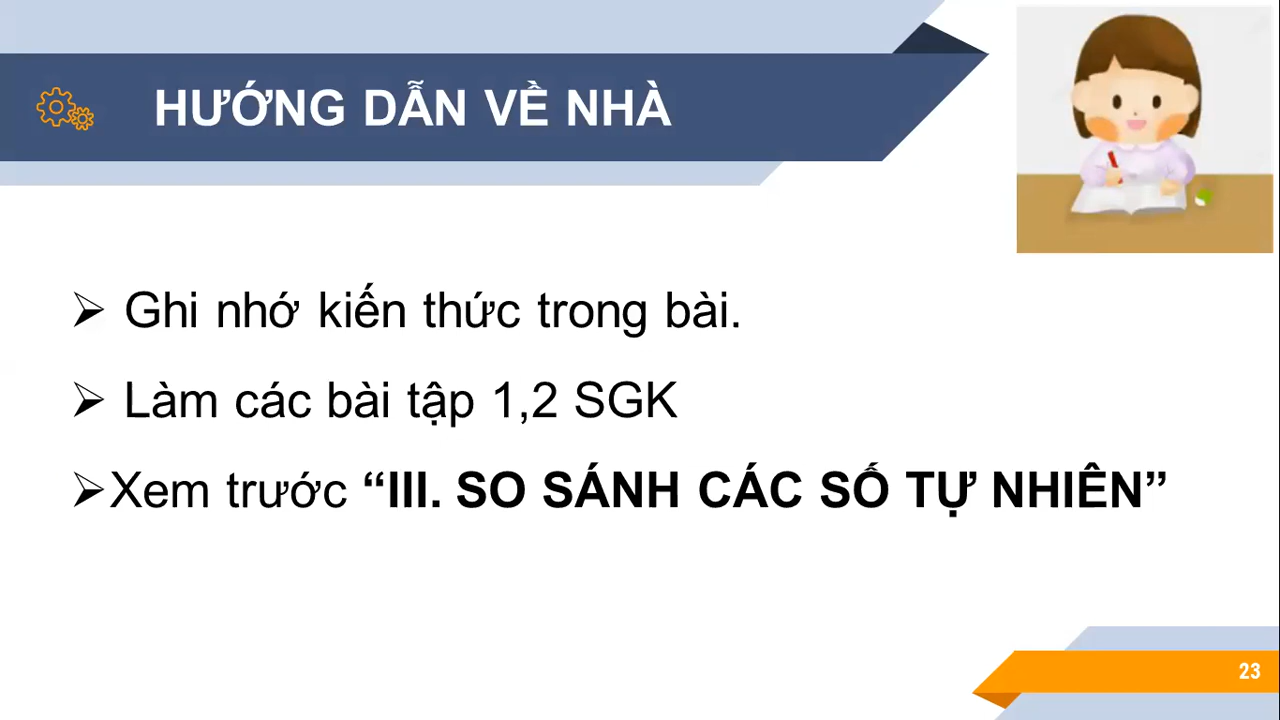 HƯỚNG DẪN VỀ NHÀ
Ghi nhớ kiến thức trong bài.
Làm các bài tập 1,2 SGK
Xem trước “III. SO SÁNH CÁC SỐ TỰ NHIÊN”
23